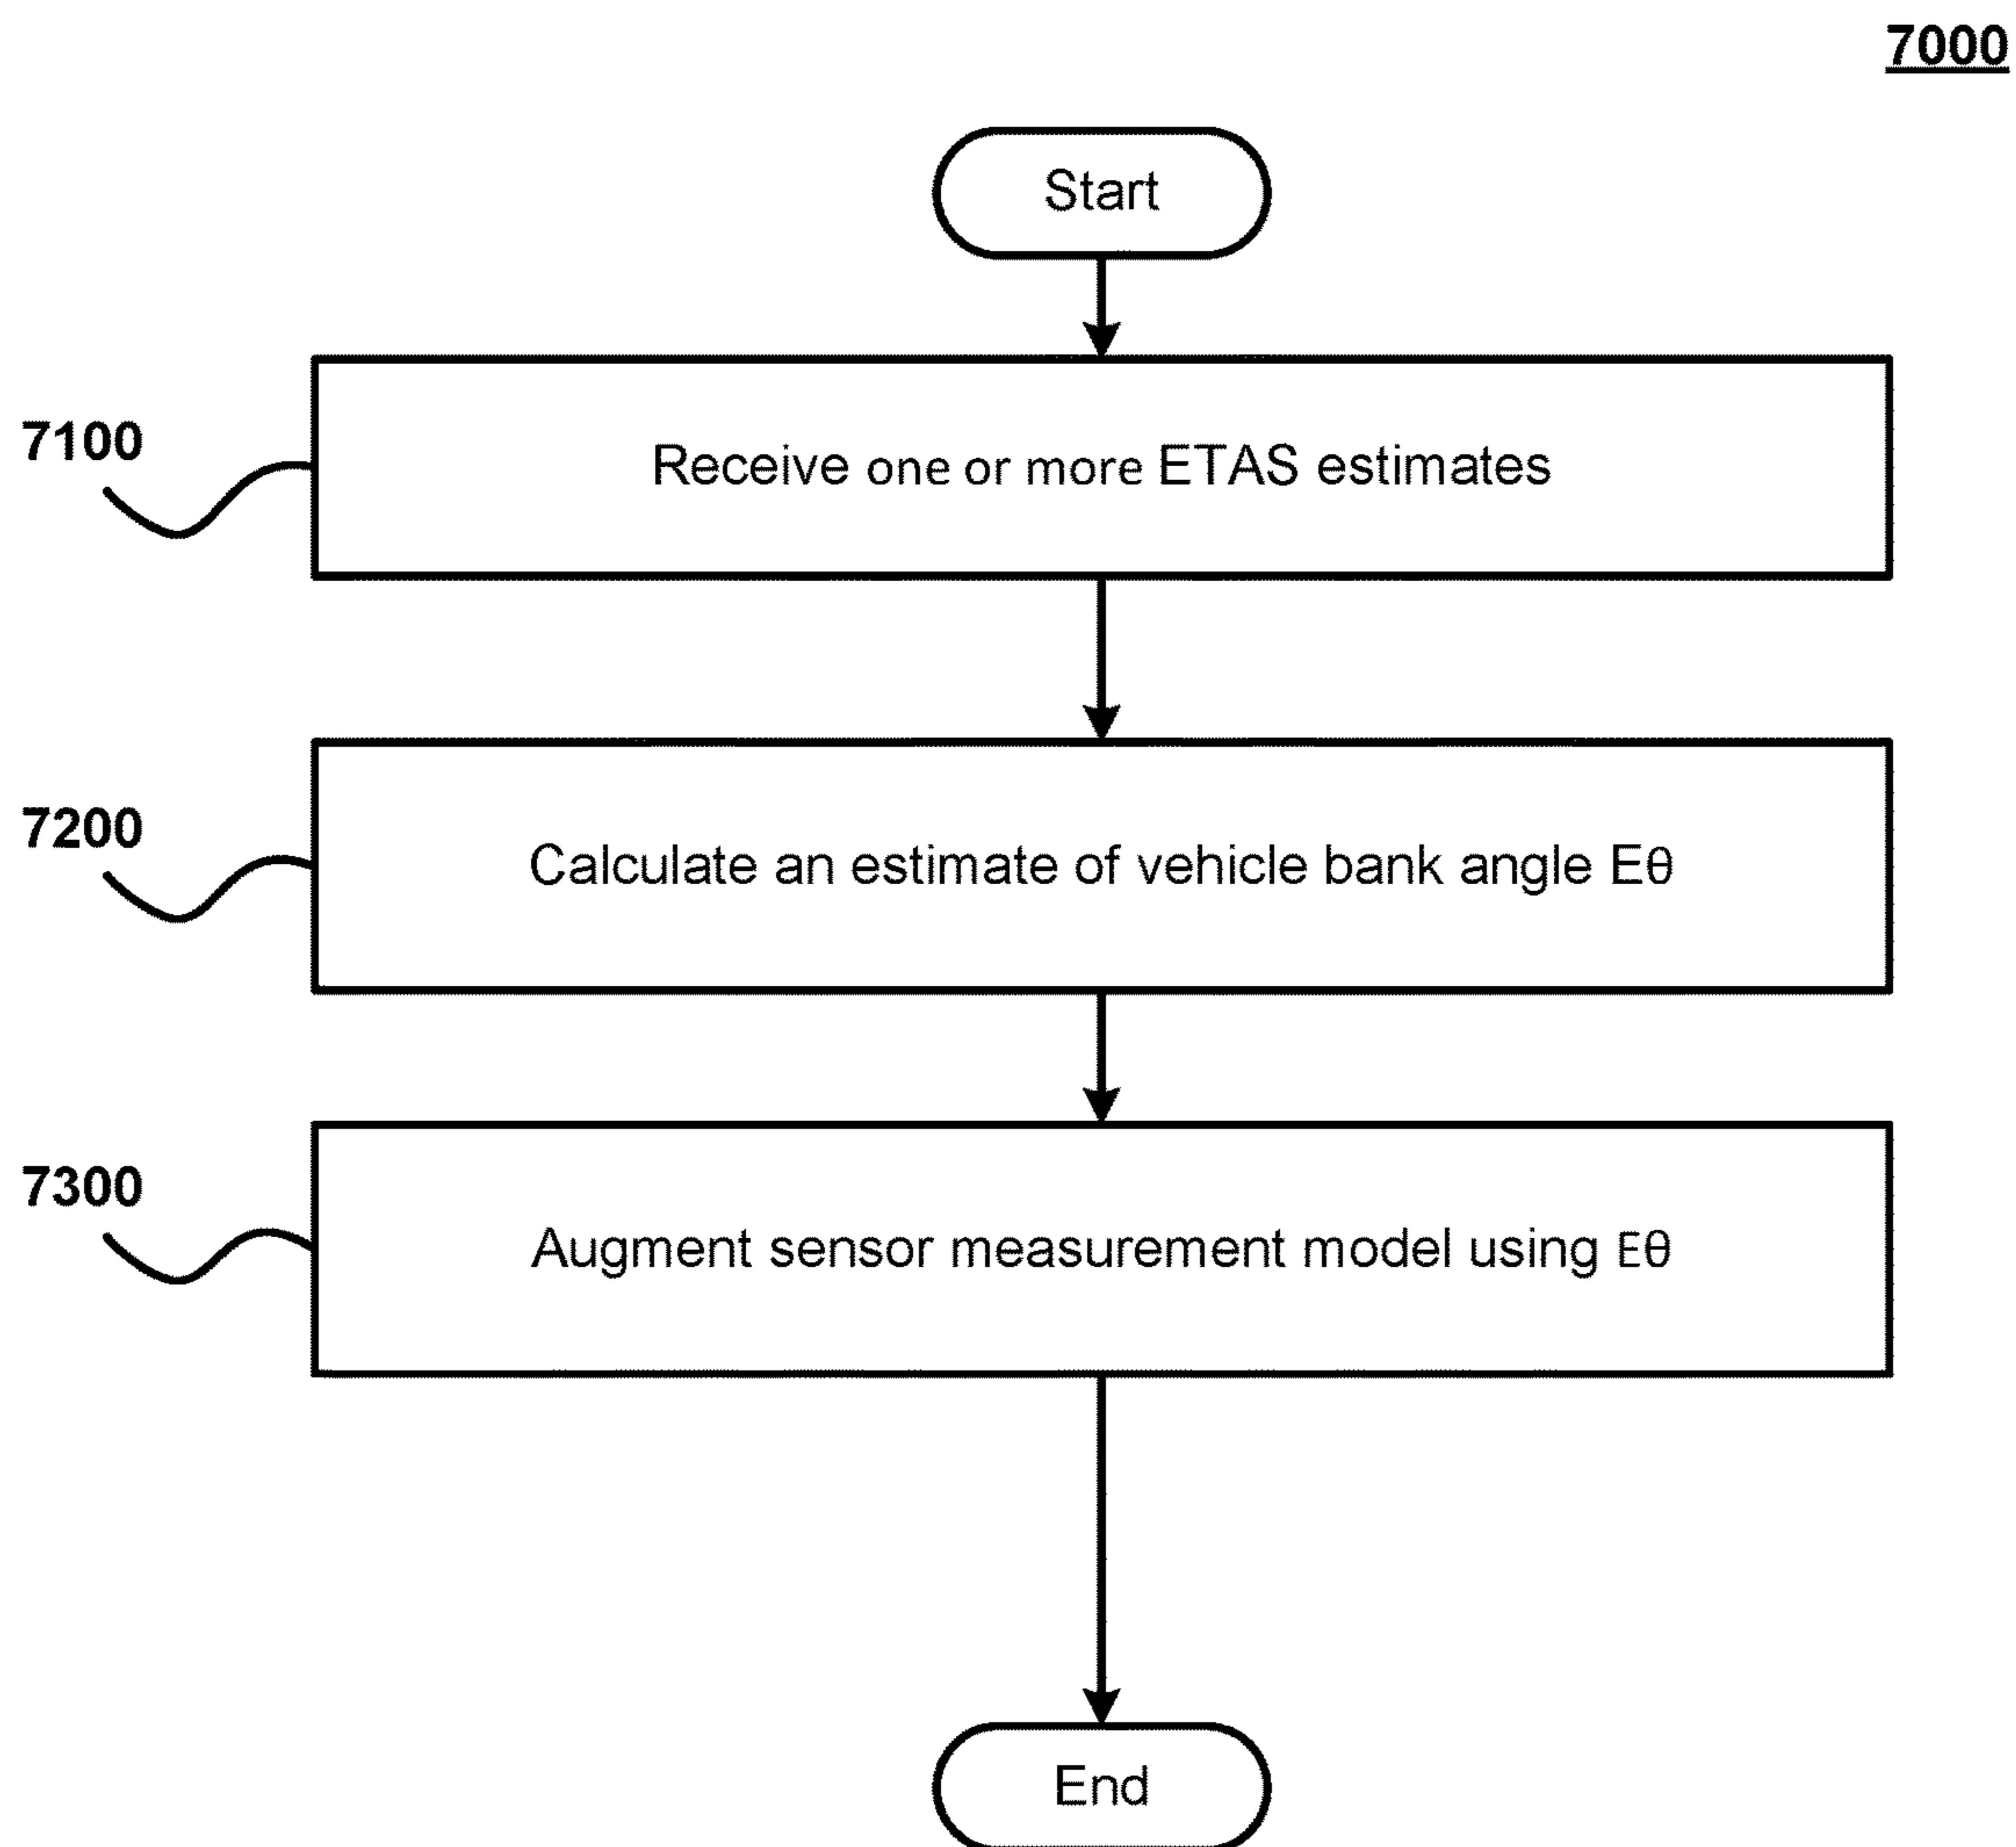 7000
Start
7100
Receive one or more ETAS estimates
7200
Calculate an estimate of vehicle bank angle Eθ
7300
Augment sensor measurement model using Eθ
End